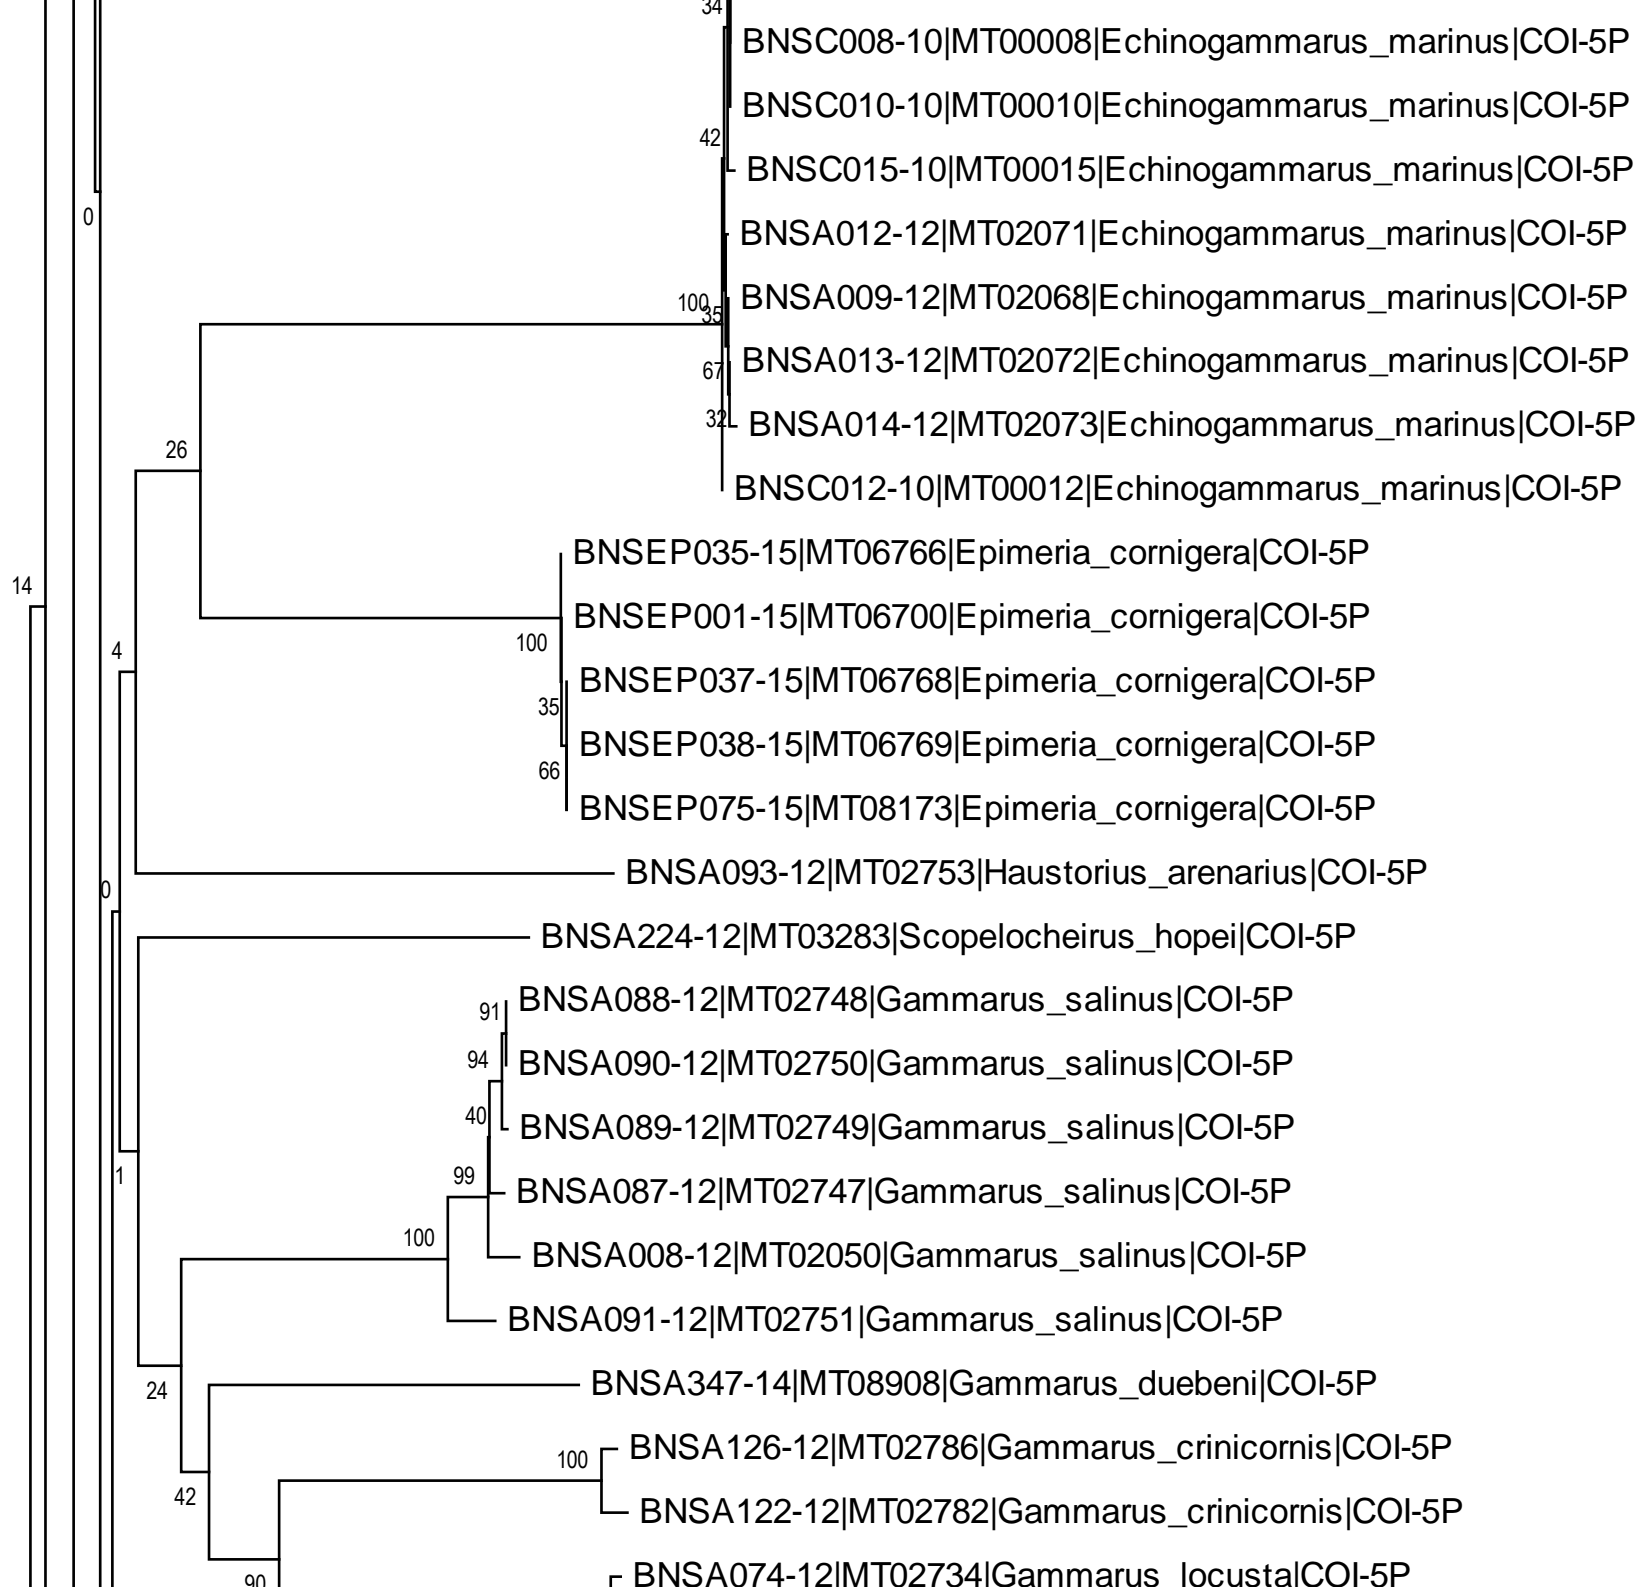 34
BNSC008-10|MT00008|Echinogammarus_marinus|COI-5P
BNSC010-10|MT00010|Echinogammarus_marinus|COI-5P
42
BNSC015-10|MT00015|Echinogammarus_marinus|COI-5P
0
BNSA012-12|MT02071|Echinogammarus_marinus|COI-5P
BNSA009-12|MT02068|Echinogammarus_marinus|COI-5P
100
35
BNSA013-12|MT02072|Echinogammarus_marinus|COI-5P
67
32
BNSA014-12|MT02073|Echinogammarus_marinus|COI-5P
26
BNSC012-10|MT00012|Echinogammarus_marinus|COI-5P
BNSEP035-15|MT06766|Epimeria_cornigera|COI-5P
14
BNSEP001-15|MT06700|Epimeria_cornigera|COI-5P
100
4
BNSEP037-15|MT06768|Epimeria_cornigera|COI-5P
35
BNSEP038-15|MT06769|Epimeria_cornigera|COI-5P
66
BNSEP075-15|MT08173|Epimeria_cornigera|COI-5P
BNSA093-12|MT02753|Haustorius_arenarius|COI-5P
0
BNSA224-12|MT03283|Scopelocheirus_hopei|COI-5P
91
BNSA088-12|MT02748|Gammarus_salinus|COI-5P
94
BNSA090-12|MT02750|Gammarus_salinus|COI-5P
40
BNSA089-12|MT02749|Gammarus_salinus|COI-5P
1
99
BNSA087-12|MT02747|Gammarus_salinus|COI-5P
100
BNSA008-12|MT02050|Gammarus_salinus|COI-5P
BNSA091-12|MT02751|Gammarus_salinus|COI-5P
24
BNSA347-14|MT08908|Gammarus_duebeni|COI-5P
100
BNSA126-12|MT02786|Gammarus_crinicornis|COI-5P
42
BNSA122-12|MT02782|Gammarus_crinicornis|COI-5P
90
BNSA074-12|MT02734|Gammarus_locusta|COI-5P